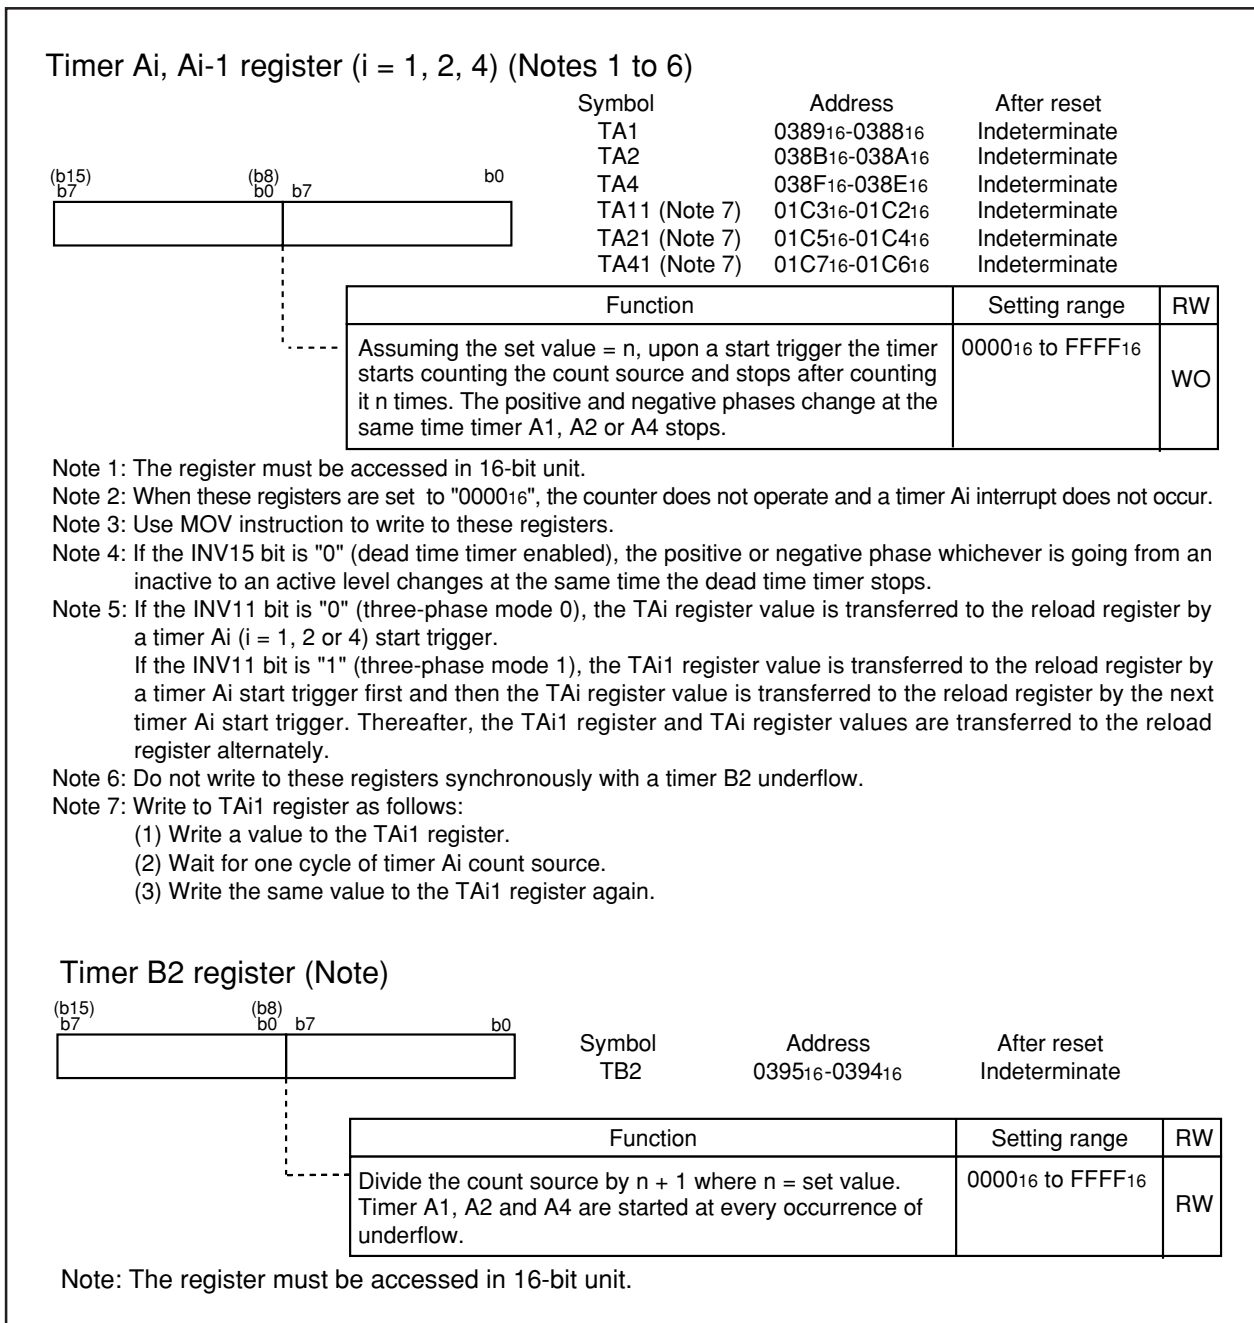 Timer Ai, Ai-1 register (i = 1, 2, 4) (Notes 1 to 6)
Symbol Address After reset
TA1 038916-038816 Indeterminate
TA2 038B16-038A16 Indeterminate
TA4 038F16-038E16 Indeterminate
TA11 (Note 7) 01C316-01C216 Indeterminate
TA21 (Note 7) 01C516-01C416 Indeterminate
TA41 (Note 7) 01C716-01C616 Indeterminate
(b15) (b8)
b7 b0 b7 b0
Function Setting range RW
Assuming the set value = n, upon a start trigger the timer 000016 to FFFF16
starts counting the count source and stops after counting WO
it n times. The positive and negative phases change at the
same time timer A1, A2 or A4 stops.
Note 1: The register must be accessed in 16-bit unit.
Note 2: When these registers are set to "000016", the counter does not operate and a timer Ai interrupt does not occur.
Note 3: Use MOV instruction to write to these registers.
Note 4: If the INV15 bit is "0" (dead time timer enabled), the positive or negative phase whichever is going from an
inactive to an active level changes at the same time the dead time timer stops.
Note 5: If the INV11 bit is "0" (three-phase mode 0), the TAi register value is transferred to the reload register by
a timer Ai (i = 1, 2 or 4) start trigger.
If the INV11 bit is "1" (three-phase mode 1), the TAi1 register value is transferred to the reload register by
a timer Ai start trigger first and then the TAi register value is transferred to the reload register by the next
timer Ai start trigger. Thereafter, the TAi1 register and TAi register values are transferred to the reload
register alternately.
Note 6: Do not write to these registers synchronously with a timer B2 underflow.
Note 7: Write to TAi1 register as follows:
(1) Write a value to the TAi1 register.
(2) Wait for one cycle of timer Ai count source.
(3) Write the same value to the TAi1 register again.
Timer B2 register (Note)
(b15) (b8)
b7 b0 b7 b0
Symbol Address After reset
TB2 039516-039416 Indeterminate
Function Setting range RW
Divide the count source by n + 1 where n = set value. 000016 to FFFF16
Timer A1, A2 and A4 are started at every occurrence of RW
underflow.
Note: The register must be accessed in 16-bit unit.